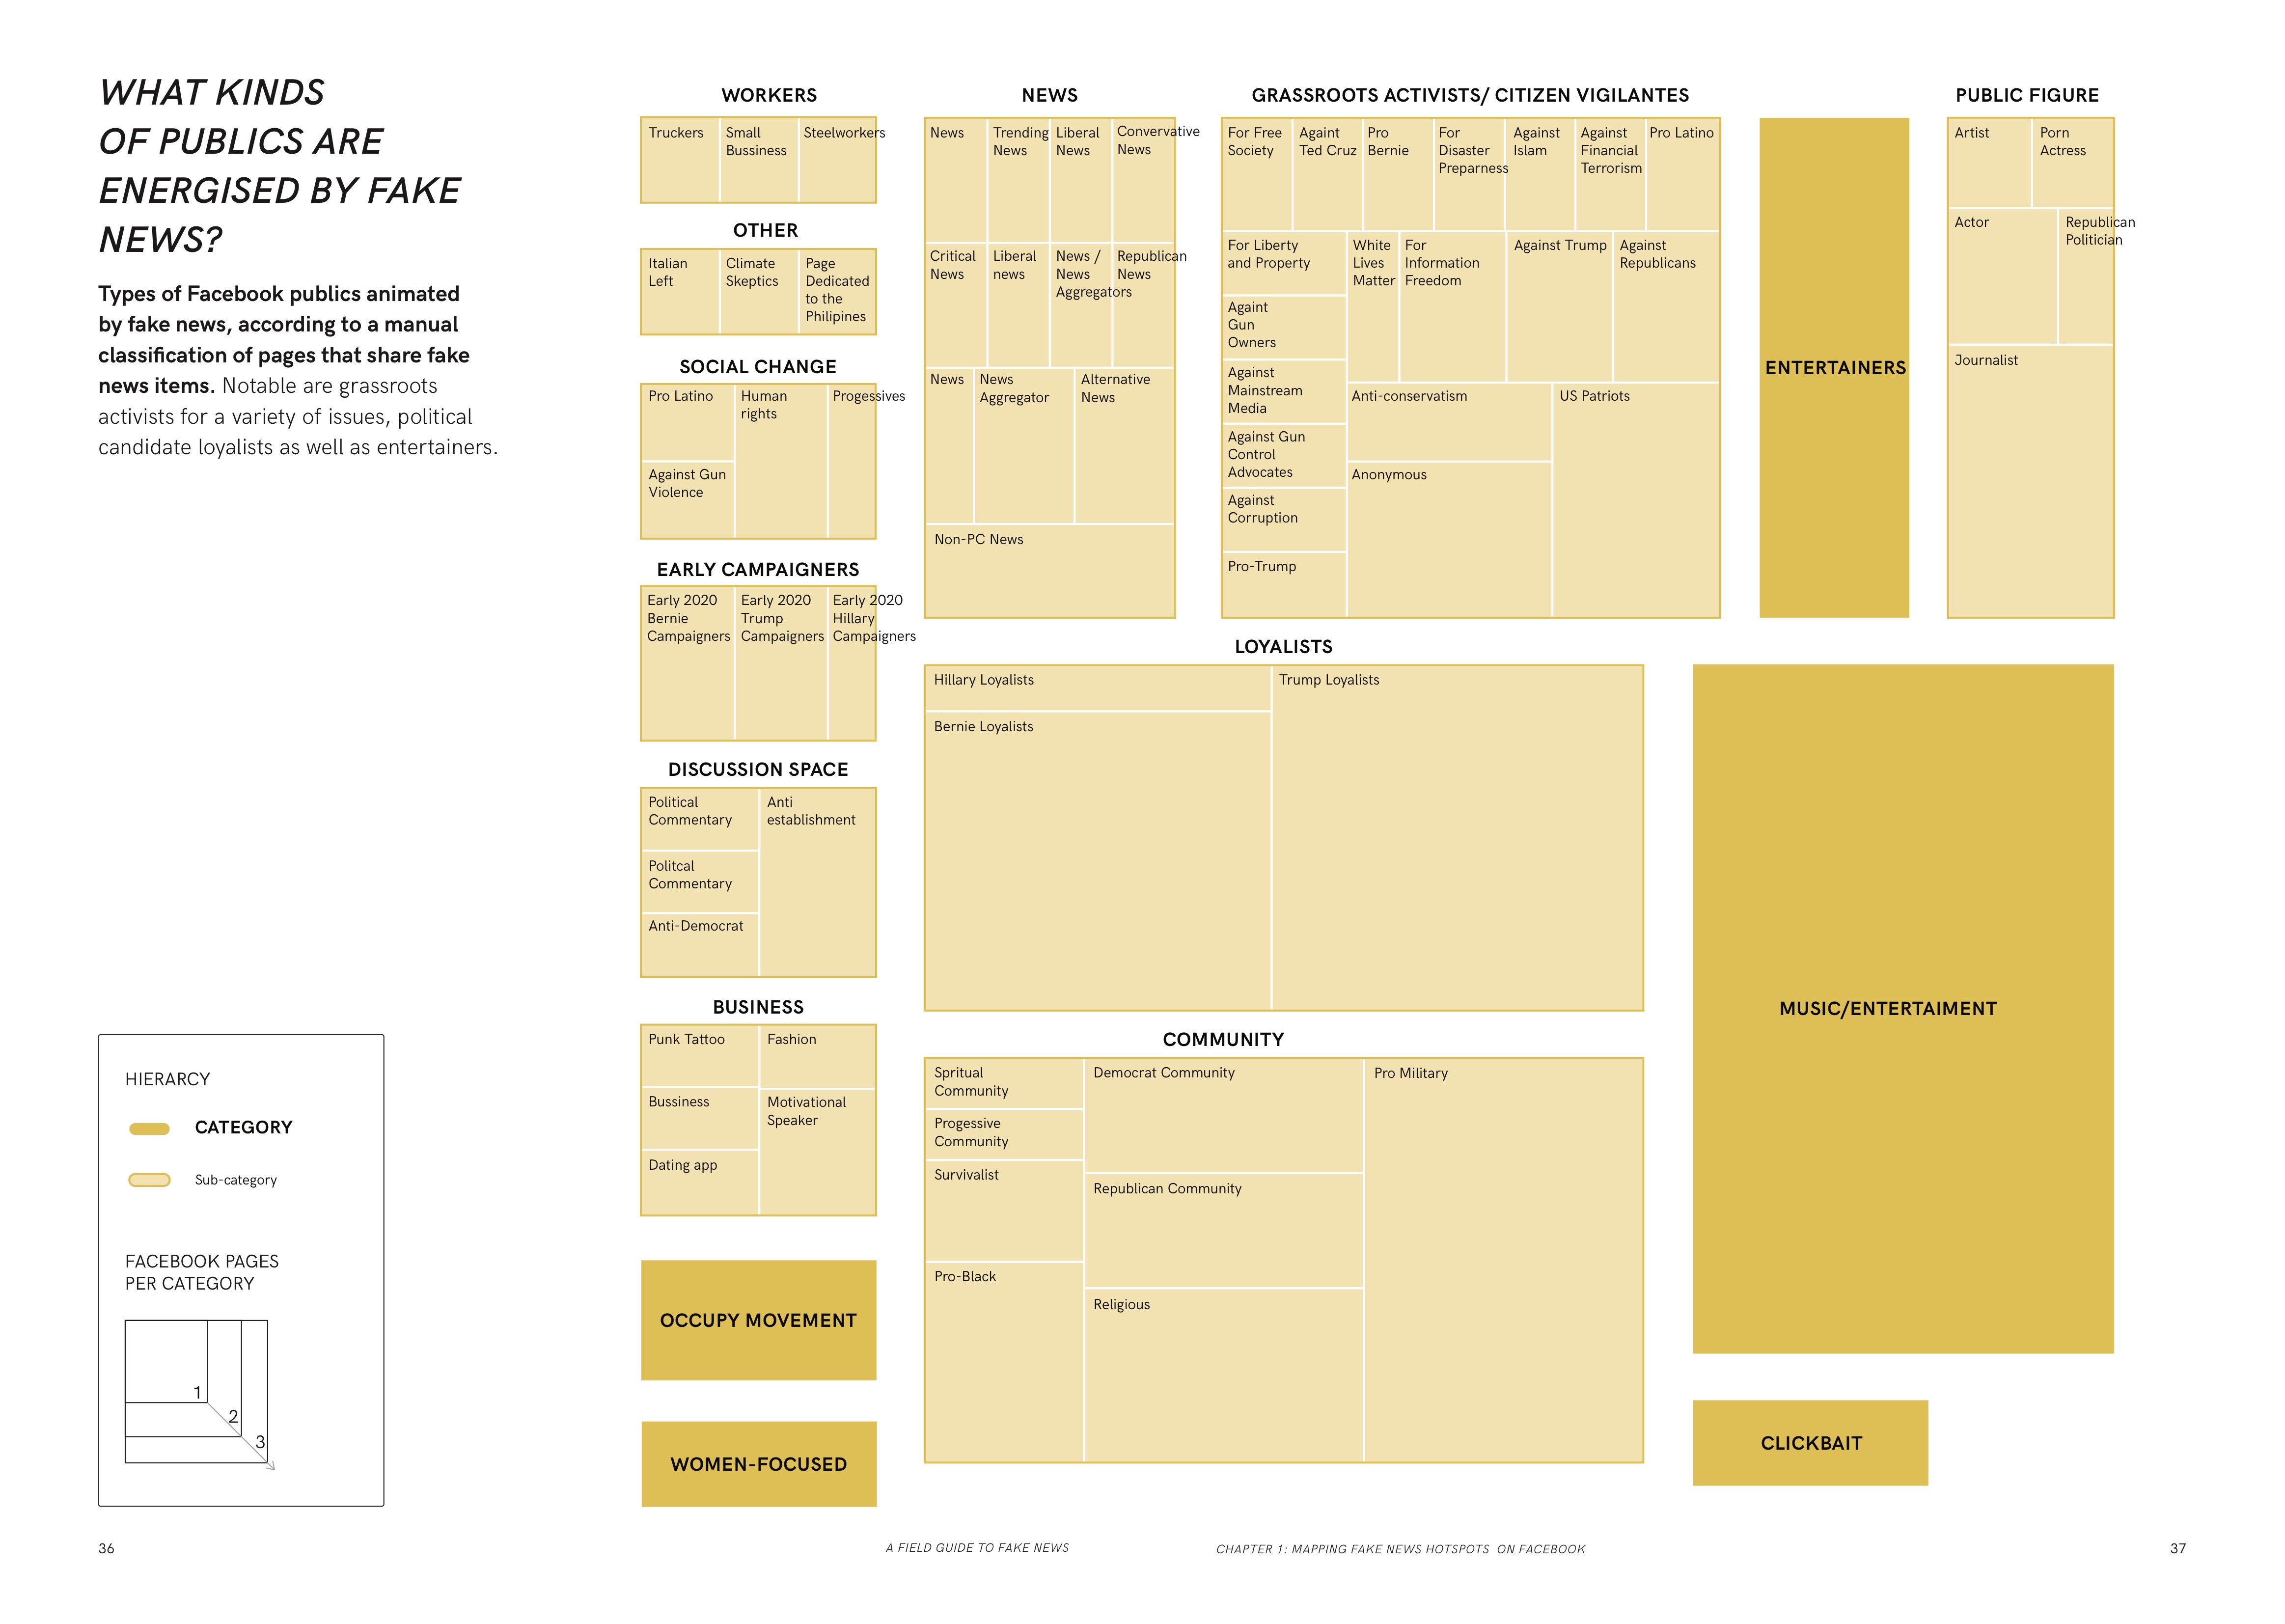 WHAT KINDS
OF PUBLICS ARE
ENERGISED BY FAKE
NEWS?
Types of Facebook publics animated
by fake news, according to a manual
classification of pages that share fake
news items. Notable are grassroots
activists for a variety of issues, political
candidate loyalists as well as entertainers.
HIERARCY
CATEGORY
Sub-category
FACEBOOK PAGES
PER CATEGORY
1
2
3
WORKERS
Truckers
Small
Bussiness
Steelworkers
OTHER
Italian
Left
Climate
Skeptics
Page
Dedicated
to the
Philipines
SOCIAL CHANGE
Pro Latino
Human
rights
Progessives
Against Gun
Violence
EARLY CAMPAIGNERS
Early 2020
Bernie
Campaigners
Early 2020
Trump
Campaigners
Early 2020
Hillary
Campaigners
DISCUSSION SPACE
Political
Commentary
Anti
establishment
Politcal
Commentary
Anti-Democrat
BUSINESS
Punk Tattoo
Fashion
Bussiness
Motivational
Speaker
Dating app
OCCUPY MOVEMENT
WOMEN-FOCUSED
NEWS
News
Trending
News
Liberal
News
Convervative
News
Critical
News
Liberal
news
News /
News
Aggregators
Republican
News
News
News
Aggregator
Alternative
News
Non-PC News
GRASSROOTS ACTIVISTS/ CITIZEN VIGILANTES
For Free
Society
Againt
Ted Cruz
Pro
Bernie
For
Disaster
Preparness
Against
Islam
Against
Financial
Terrorism
Pro Latino
For Liberty
and Property
White
Lives
Matter
For
Information
Freedom
Against Trump
Against
Republicans
Againt
Gun
Owners
Against
Mainstream
Media
Against Gun
Control
Advocates
Against
Corruption
Pro-Trump
Anti-conservatism
US Patriots
Anonymous
ENTERTAINERS
PUBLIC FIGURE
Artist
Porn
Actress
Actor
Republican
Politician
Journalist
LOYALISTS
Hillary Loyalists
Trump Loyalists
Bernie Loyalists
COMMUNITY
Spritual
Community
Democrat Community
Pro Military
Progessive
Community
Survivalist
Republican Community
Pro-Black
Religious
MUSIC/ENTERTAIMENT
CLICKBAIT
36
A FIELD GUIDE TO FAKE NEWS
CHAPTER 1: MAPPING FAKE NEWS HOTSPOTS ON FACEBOOK
37